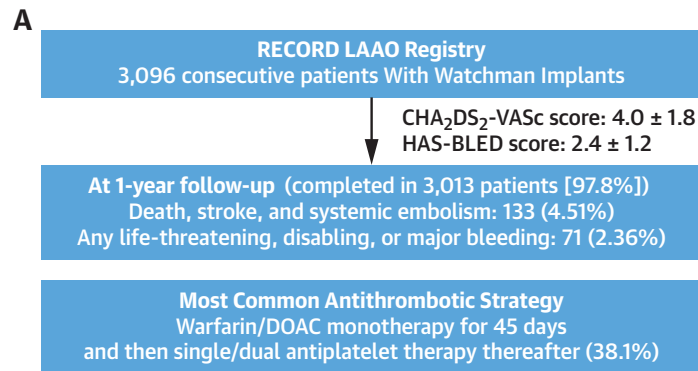 A
RECORD LAAO Registry
3,096 consecutive patients With Watchman Implants
CHA₂DS₂-VASc score: 4.0 ± 1.8
HAS-BLED score: 2.4 ± 1.2
At 1-year follow-up (completed in 3,013 patients [97.8%])
Death, stroke, and systemic embolism: 133 (4.51%)
Any life-threatening, disabling, or major bleeding: 71 (2.36%)
Most Common Antithrombotic Strategy
Warfarin/DOAC monotherapy for 45 days
and then single/dual antiplatelet therapy thereafter (38.1%)